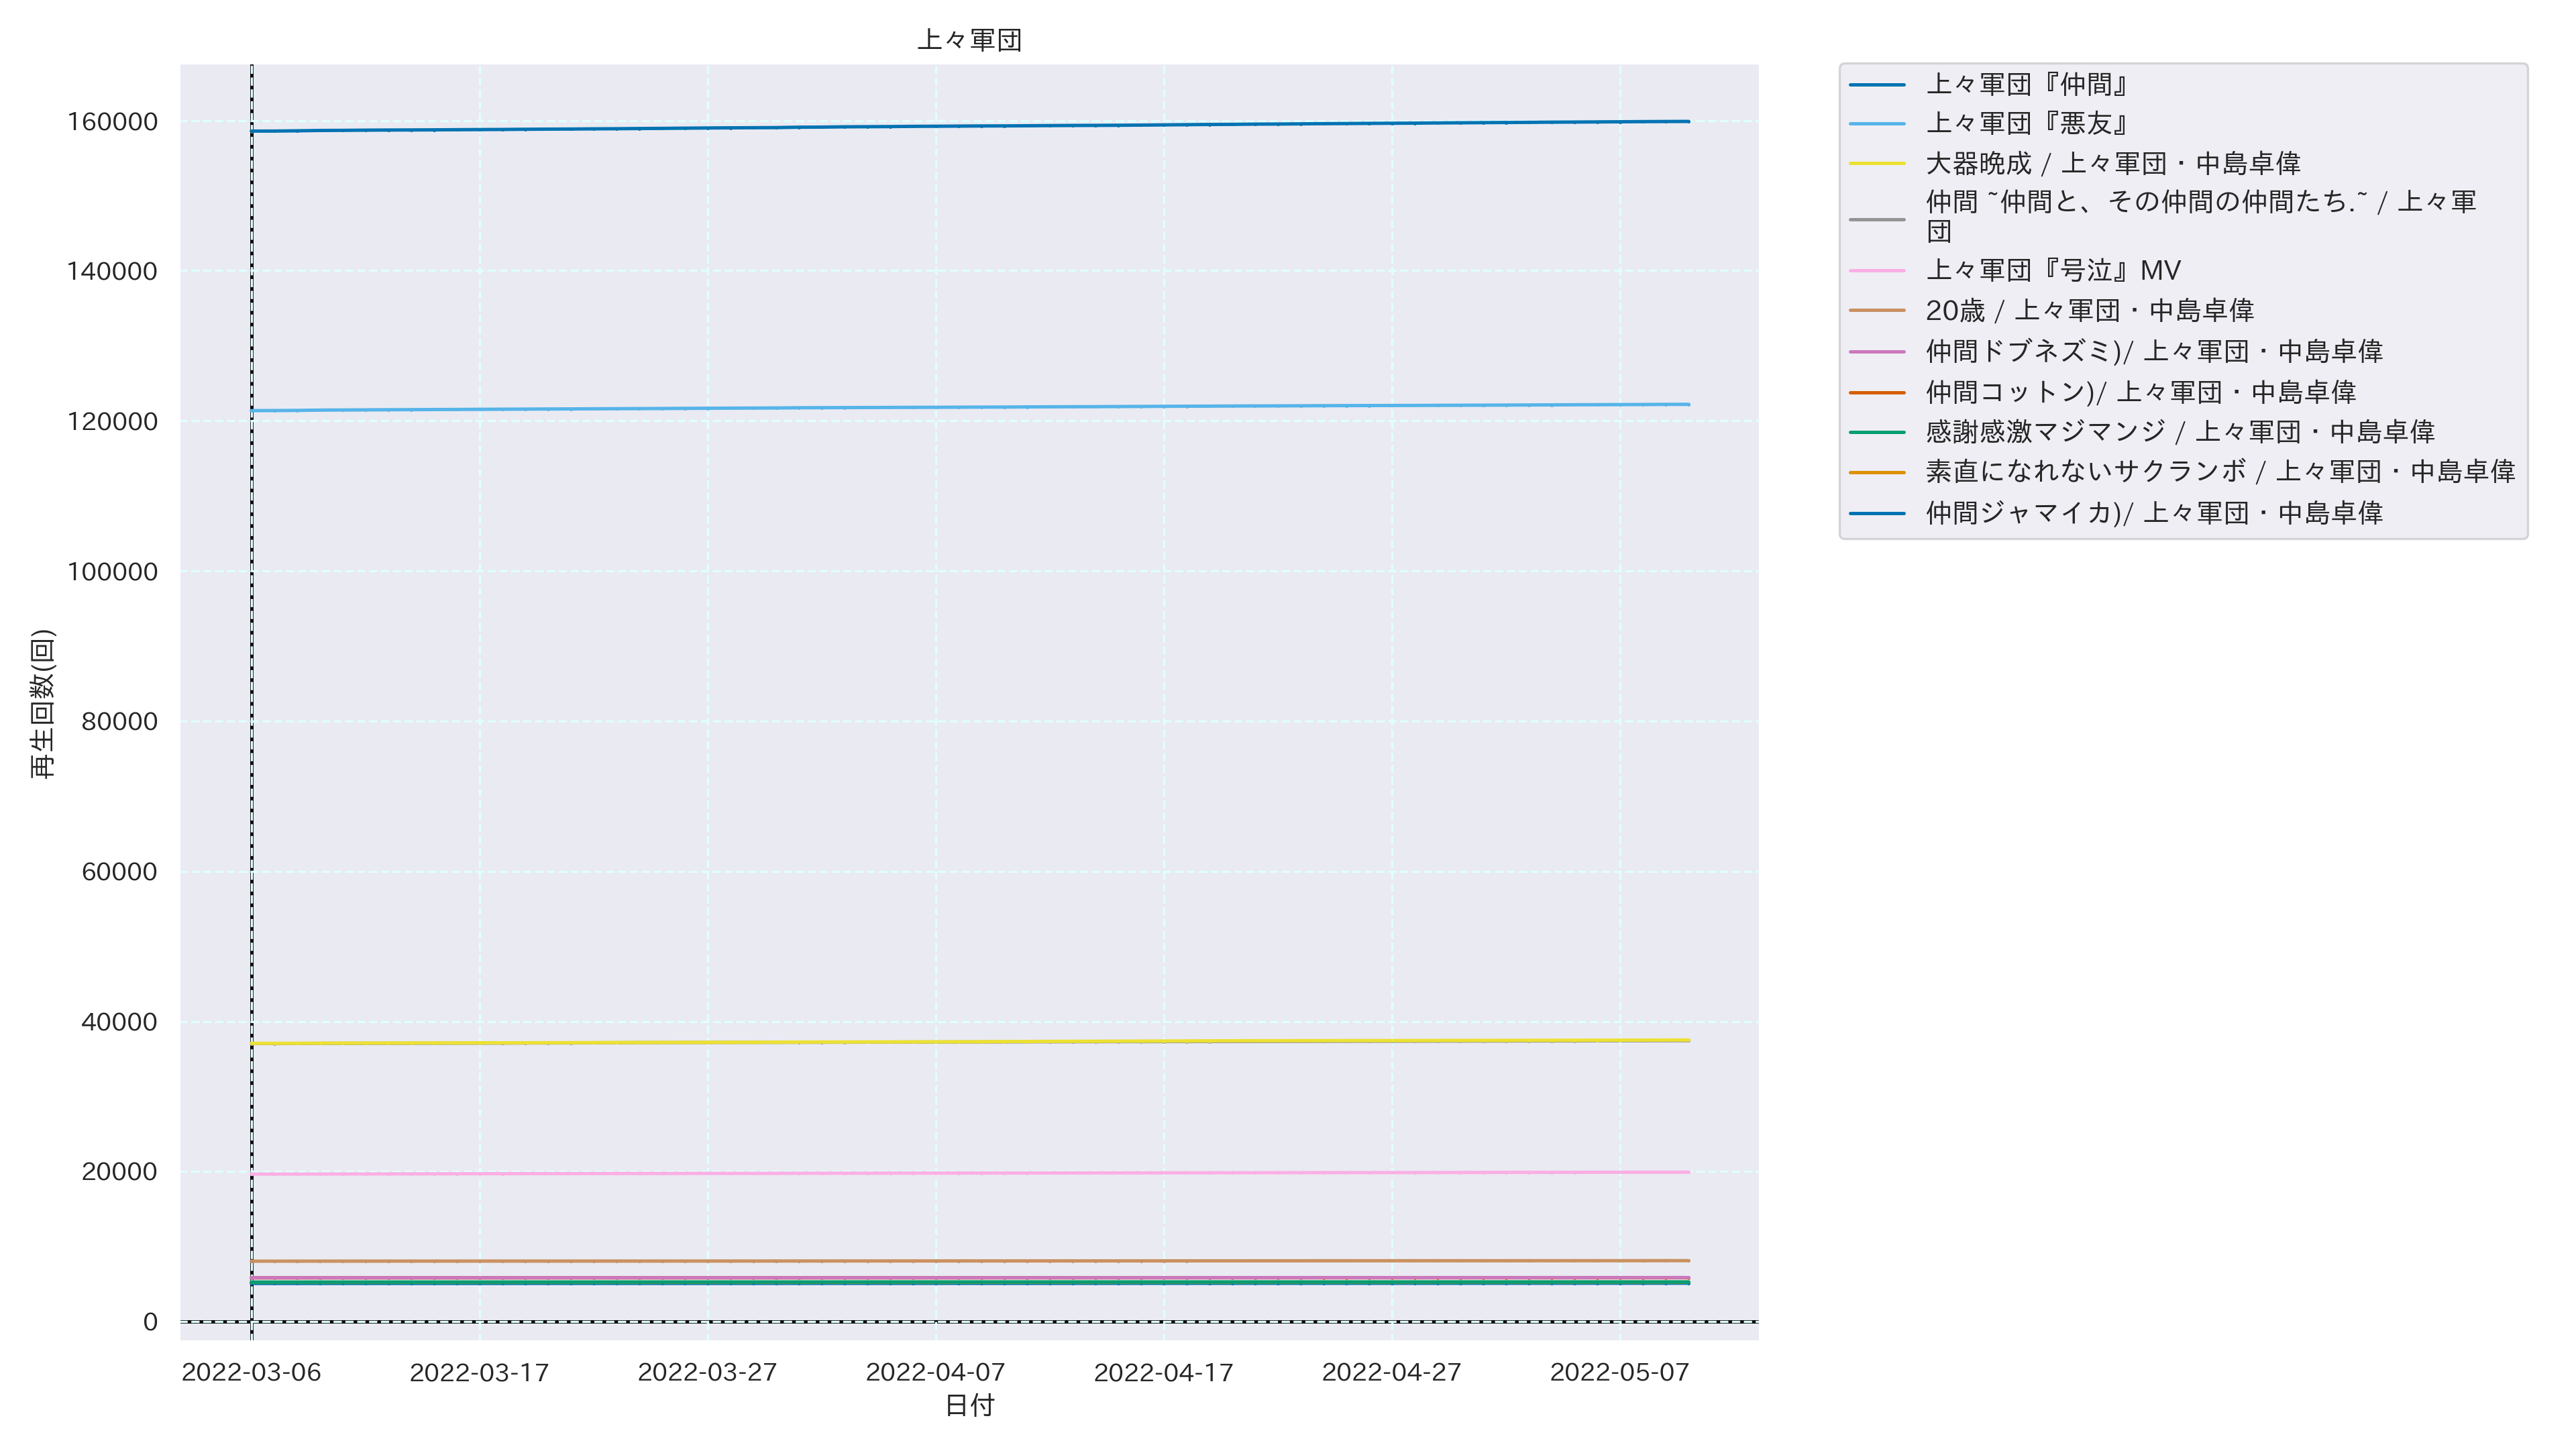 上々軍団
160000
140000
120000
100000
80000
60000
40000
20000
0
再生回数(回)
2022-03-06
2022-03-17
2022-03-27
2022-04-07
2022-04-17
2022-04-27
2022-05-07
日付
上々軍団『仲間』
上々軍団『悪友』
大器晩成 / 上々軍団・中島卓偉
仲間 ~仲間と、その仲間の仲間たち.~ / 上々軍
団
上々軍団『号泣』MV
20歳 / 上々軍団・中島卓偉
仲間ドブネズミ)/ 上々軍団・中島卓偉
仲間コットン)/ 上々軍団・中島卓偉
感謝感激マジマンジ / 上々軍団・中島卓偉
素直になれないサクランボ / 上々軍団・中島卓偉
仲間ジャマイカ)/ 上々軍団・中島卓偉